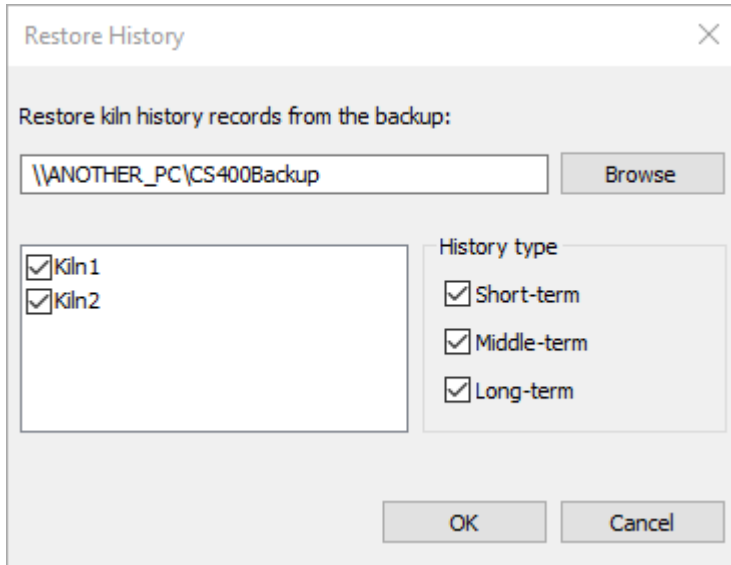 Restore History
Restore kiln history records from the backup:
\\ANOTHER_PC\CS400Backup
Browse
Kiln1
Kiln2
History type
Short-term
Middle-term
Long-term
OK
Cancel